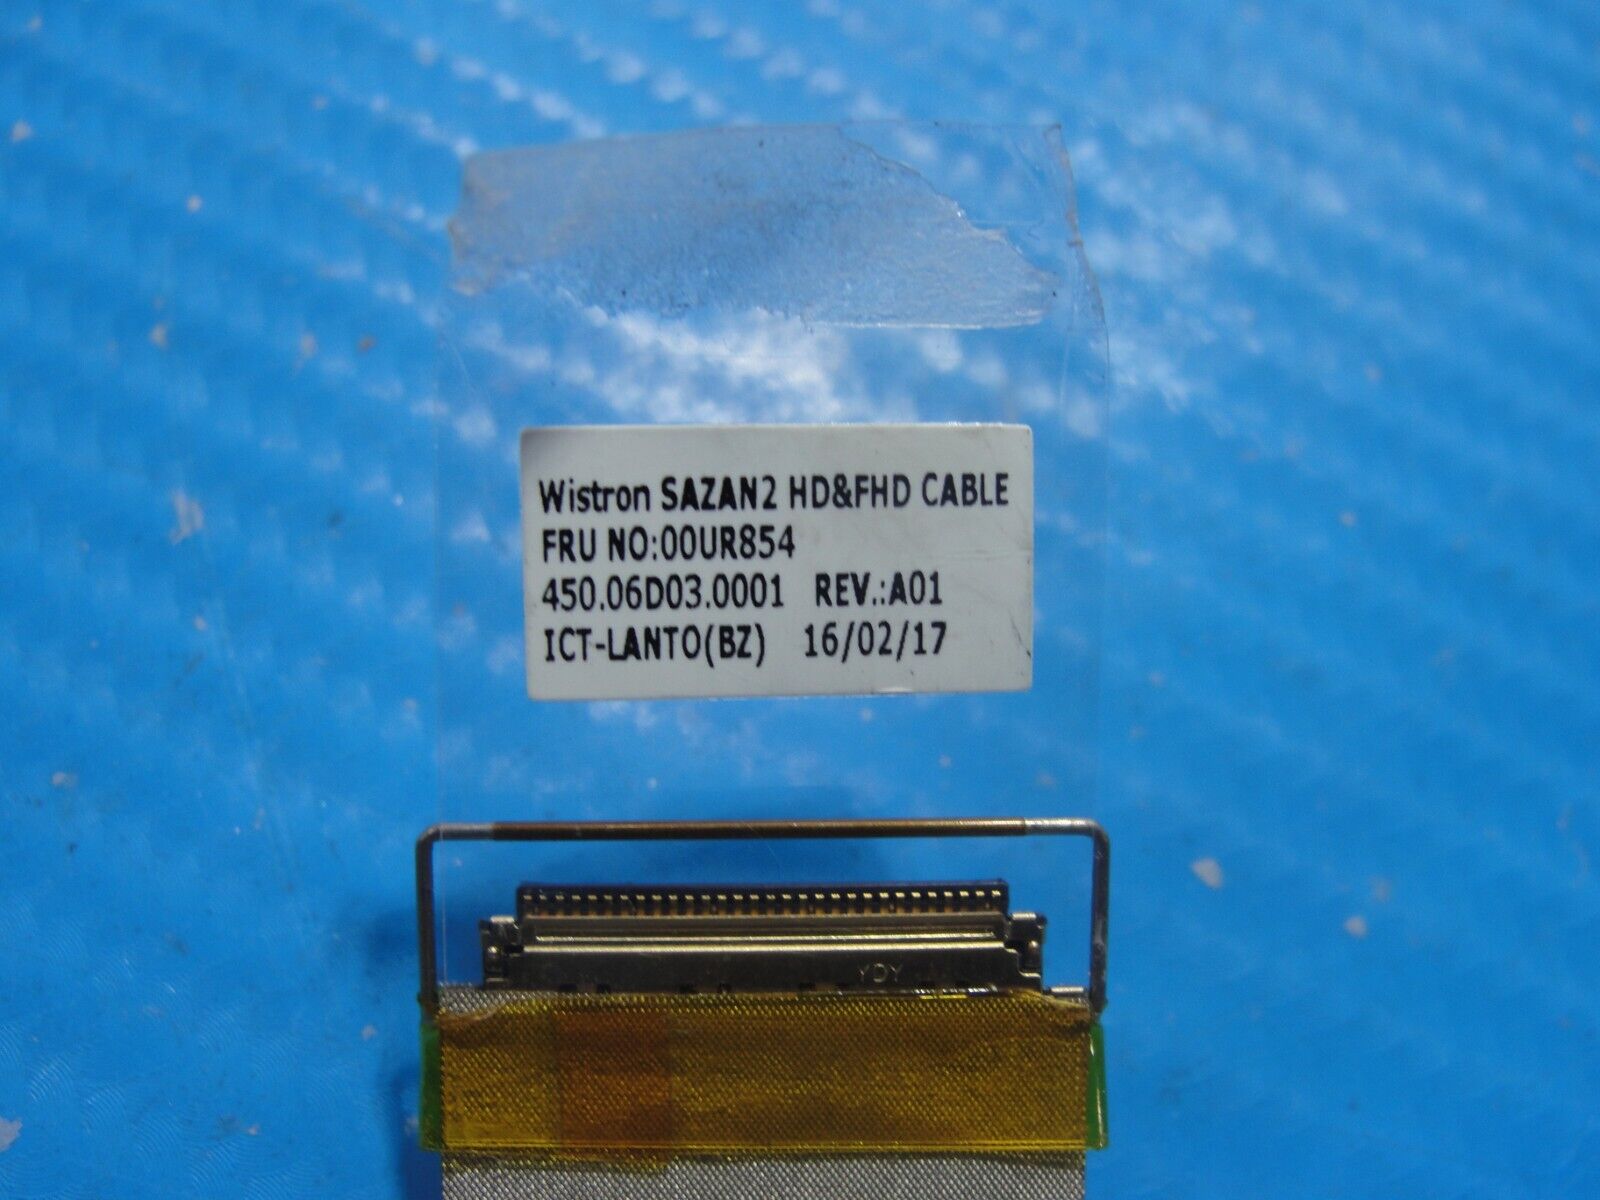 Wistron SAZAN2 HD&FHD CABLE
FRU NO:00UR854
450.06D03.0001 REV.:A01
ICT-LANTO(BZ) 16/02/17
YDY